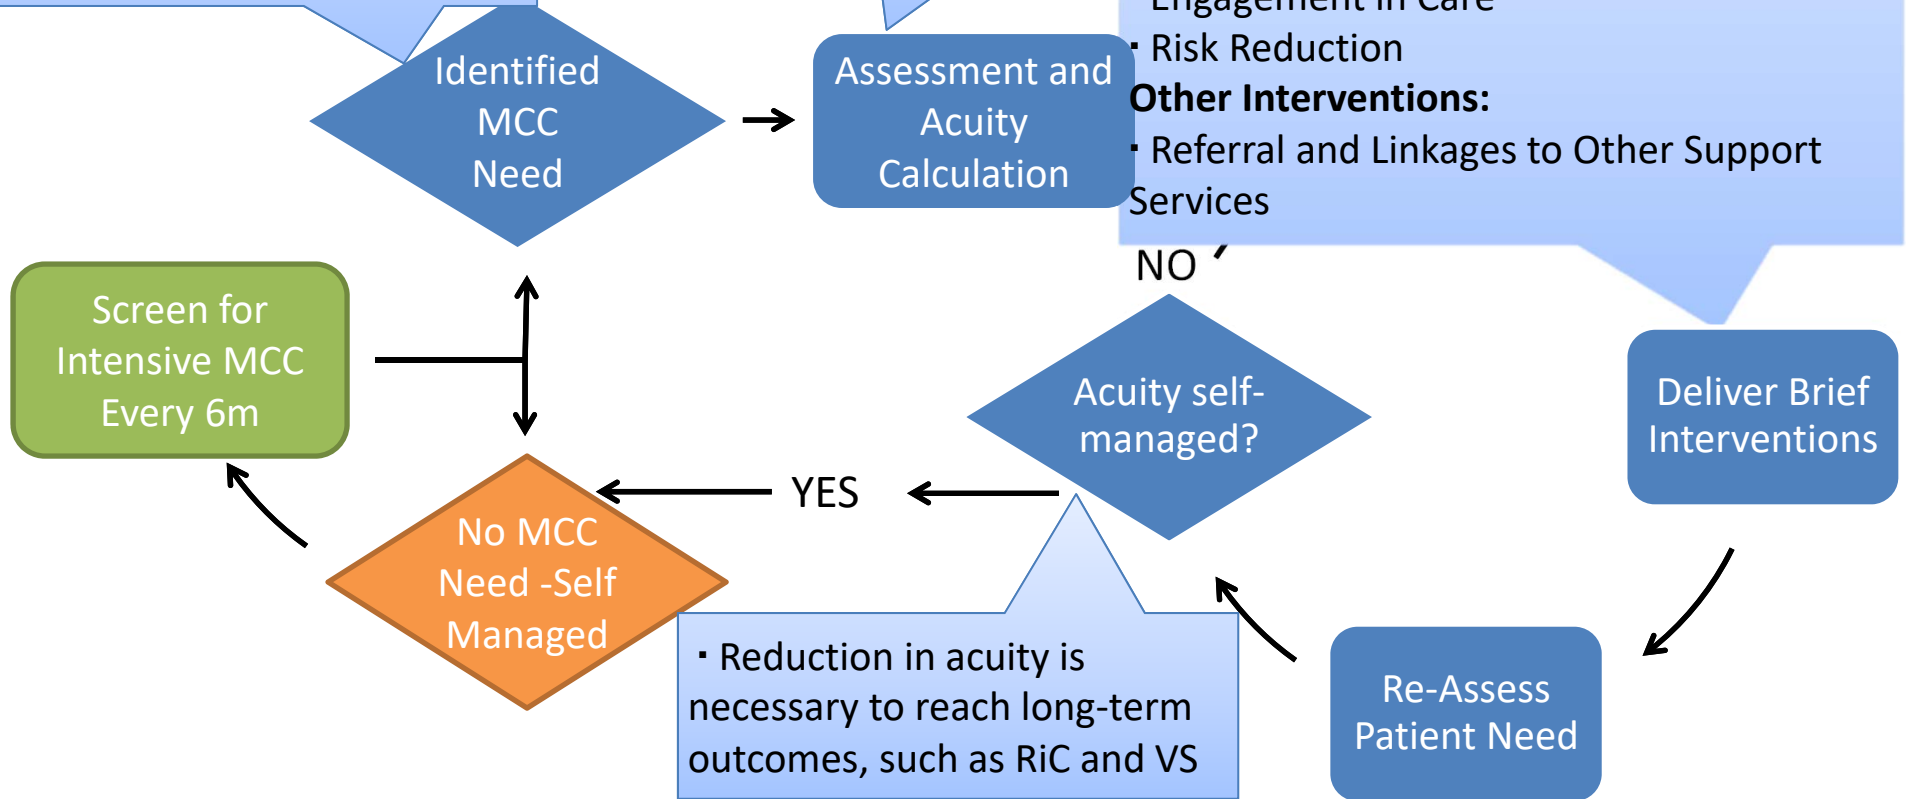 Engagement in Care
· Risk Reduction
Other Interventions:
· Referral and Linkages to Other Support
Services
Identified
MCC
Need
Assessment and
Acuity
Calculation
NO
Screen for
Intensive MCC
Every 6m
Acuity self-
managed?
Deliver Brief
Interventions
YES
No MCC
Need -Self
Managed
· Reduction in acuity is
necessary to reach long-term
outcomes, such as RiC and VS
Re-Assess
Patient Need